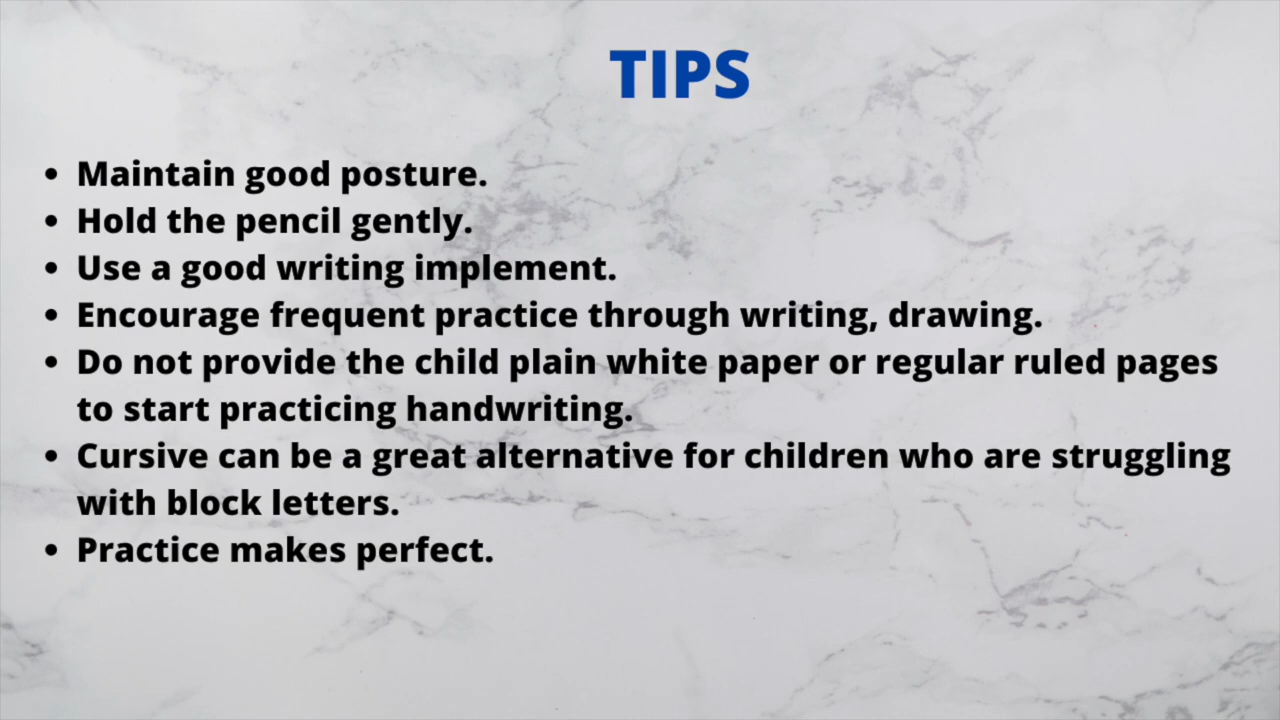 TIPS
• Maintain good posture.
• Hold the pencil gently.
• Use a good writing implement.
• Encourage frequent practice through writing, drawing.
• Do not provide the child plain white paper or regular ruled pages
to start practicing handwriting.
• Cursive can be a great alternative for children who are struggling
with block letters.
• Practice makes perfect.